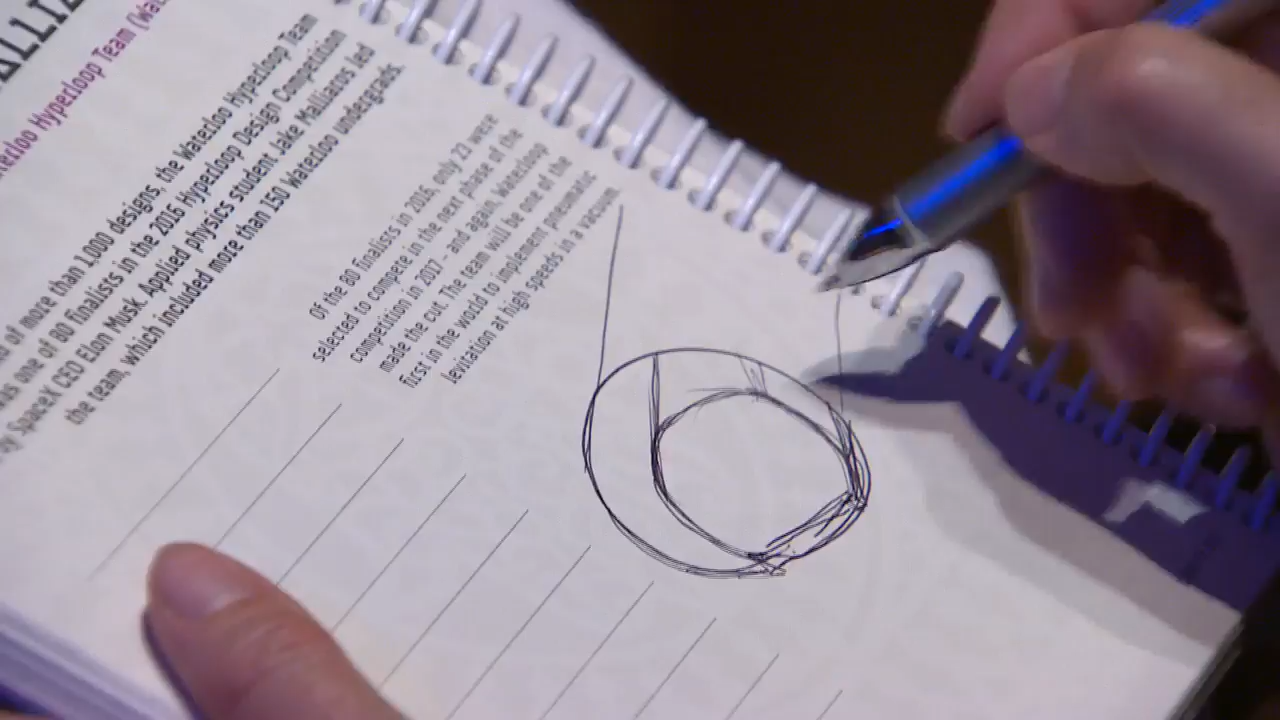 ALLIA
erloo Hyperloop Team (Wat
d of more than 1,000 designs, the Waterloo Hyperloop Team
as one of 80 finalists in the 2016 Hyperloop Design Competition
by SpaceX CEO Elon Musk. Applied physics student Jake Malliaros led
the team, which included more than 150 Waterloo undergrads.
Of the 80 finalists in 2016, only 23 were
selected to compete in the next phase of the
competition in 2017 – and again, Waterloo
made the cut. The team will be one of the
first in the world to implement pneumatic
levitation at high speeds in a vacuum